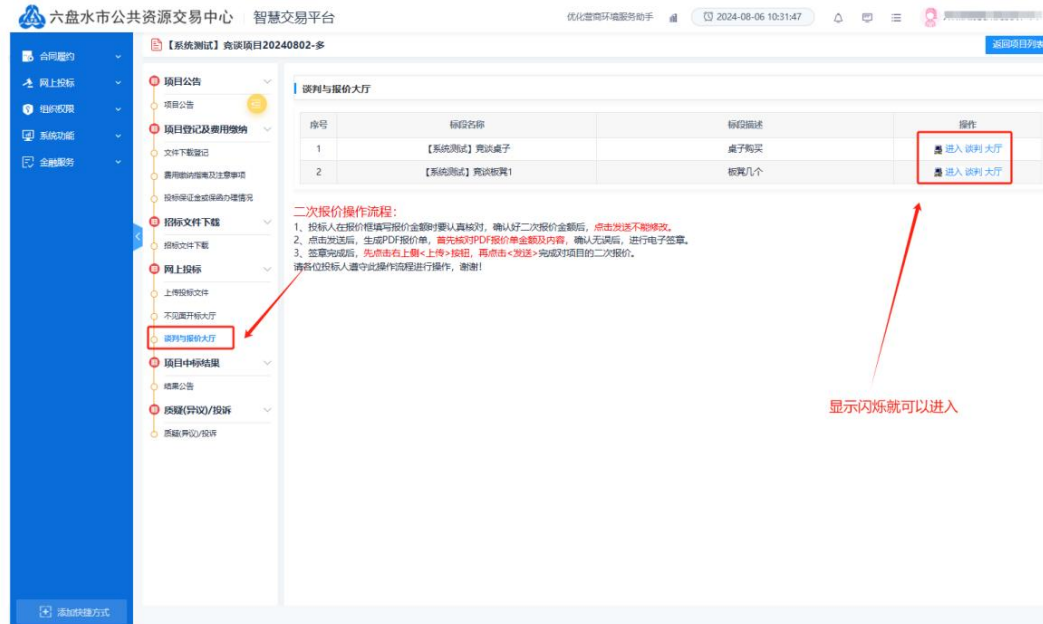 六盘水市公共资源交易中心 智慧交易平台
优化营商环境服务助手
2024-08-06 10:31:47
【系统测试】竞谈项目20240802-多
返回项目列表
合同履约
网上投标
组织权限
系统功能
金融服务
添加快捷方式
项目公告
项目公告
项目登记及费用缴纳
文件下载登记
费用缴纳指南及注意事项
投标保证金或保函办理情况
招标文件下载
招标文件下载
网上投标
上传投标文件
不见面开标大厅
谈判与报价大厅
项目中标结果
结果公告
质疑(异议)/投诉
质疑(异议)/投诉
谈判与报价大厅
序号 标段名称 标段描述 操作
1 【系统测试】竞谈桌子 桌子购买 进入 谈判 大厅
2 【系统测试】竞谈板凳1 板凳几个 进入 谈判 大厅
二次报价操作流程：
1、投标人在报价框填写报价金额时要认真核对，确认好二次报价金额后，点击发送不能修改。
2、点击发送后，生成PDF报价单，首先核对PDF报价单金额及内容，确认无误后，进行电子签章。
3、签章完成后，先点击右上侧<上传>按钮，再点击<发送>完成对项目的二次报价。
请各位投标人遵守此操作流程进行操作，谢谢！
显示闪烁就可以进入